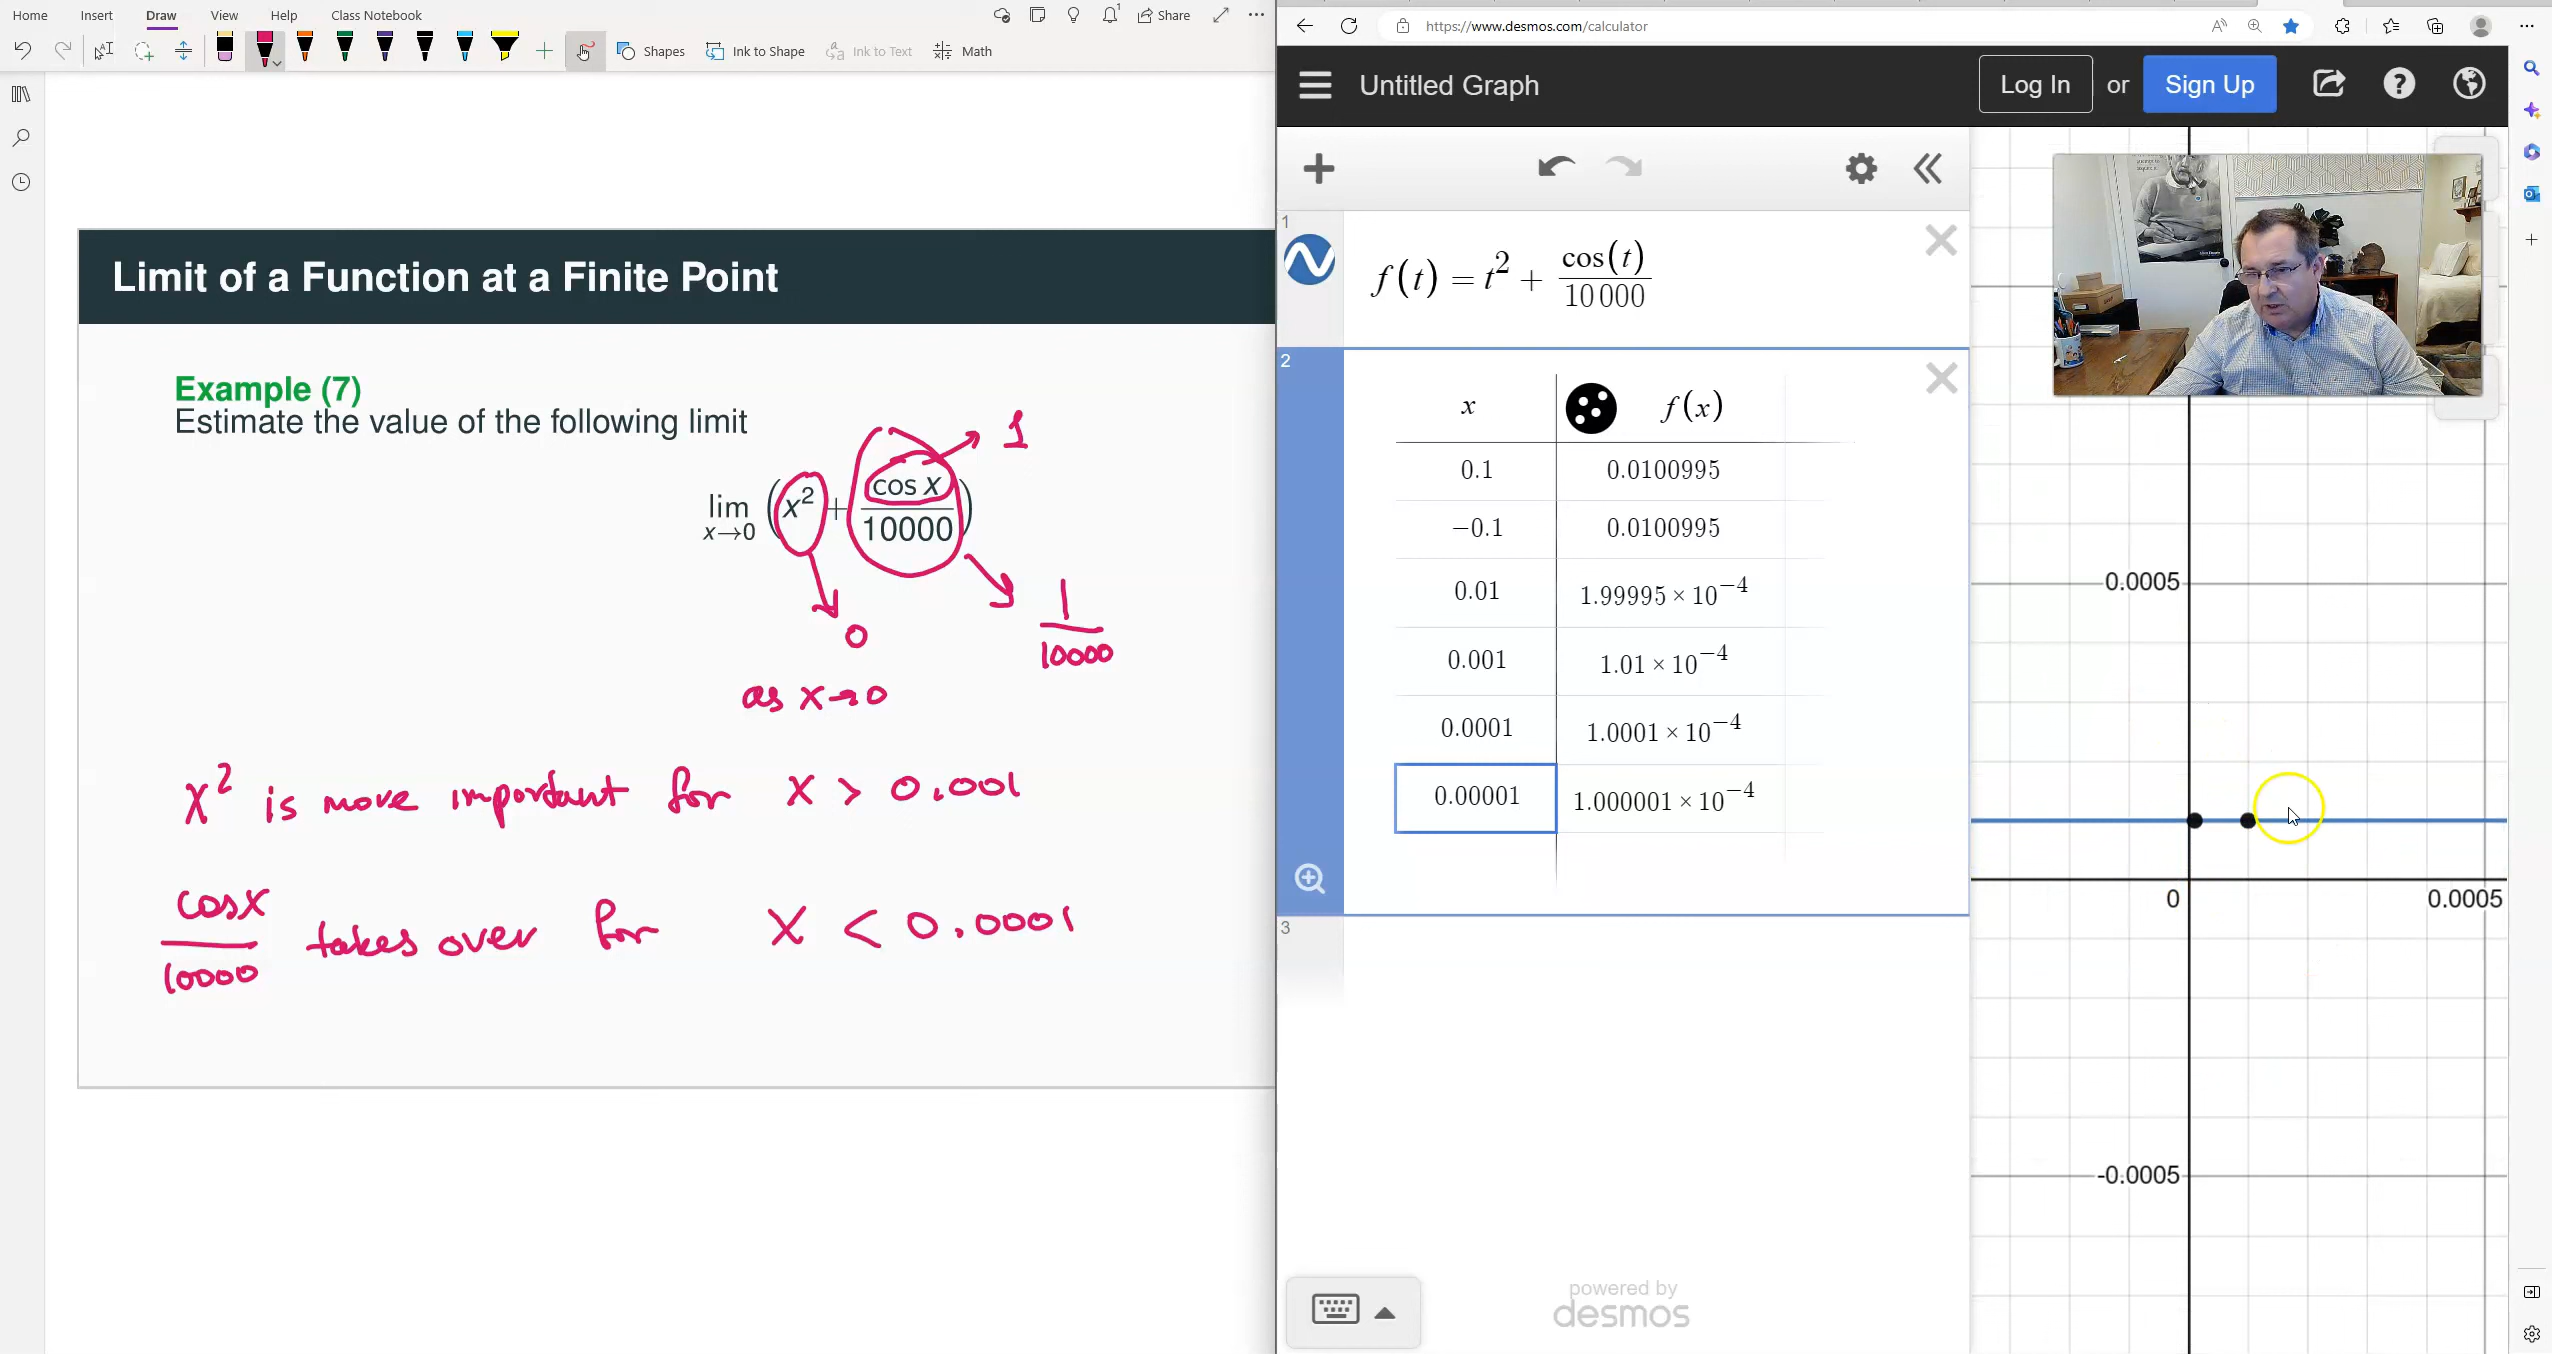 Home Insert Draw View Help Class Notebook Share
Shapes Ink to Shape Ink to Text Math
Limit of a Function at a Finite Point
Example (7)
Estimate the value of the following limit
lim x→0 (x² + cos x / 10000)
1
0
1/10000
as x→0
x² is more important for x > 0.001
cosx/10000 takes over for x < 0.0001
https://www.desmos.com/calculator
Untitled Graph Log In or Sign Up
1
f(t) = t² + cos(t)/10000
2
x f(x)
0.1 0.0100995
−0.1 0.0100995
0.01 1.99995 × 10⁻⁴
0.001 1.01 × 10⁻⁴
0.0001 1.0001 × 10⁻⁴
0.00001 1.000001 × 10⁻⁴
3
powered by
desmos
0.0005
0 0.0005
-0.0005